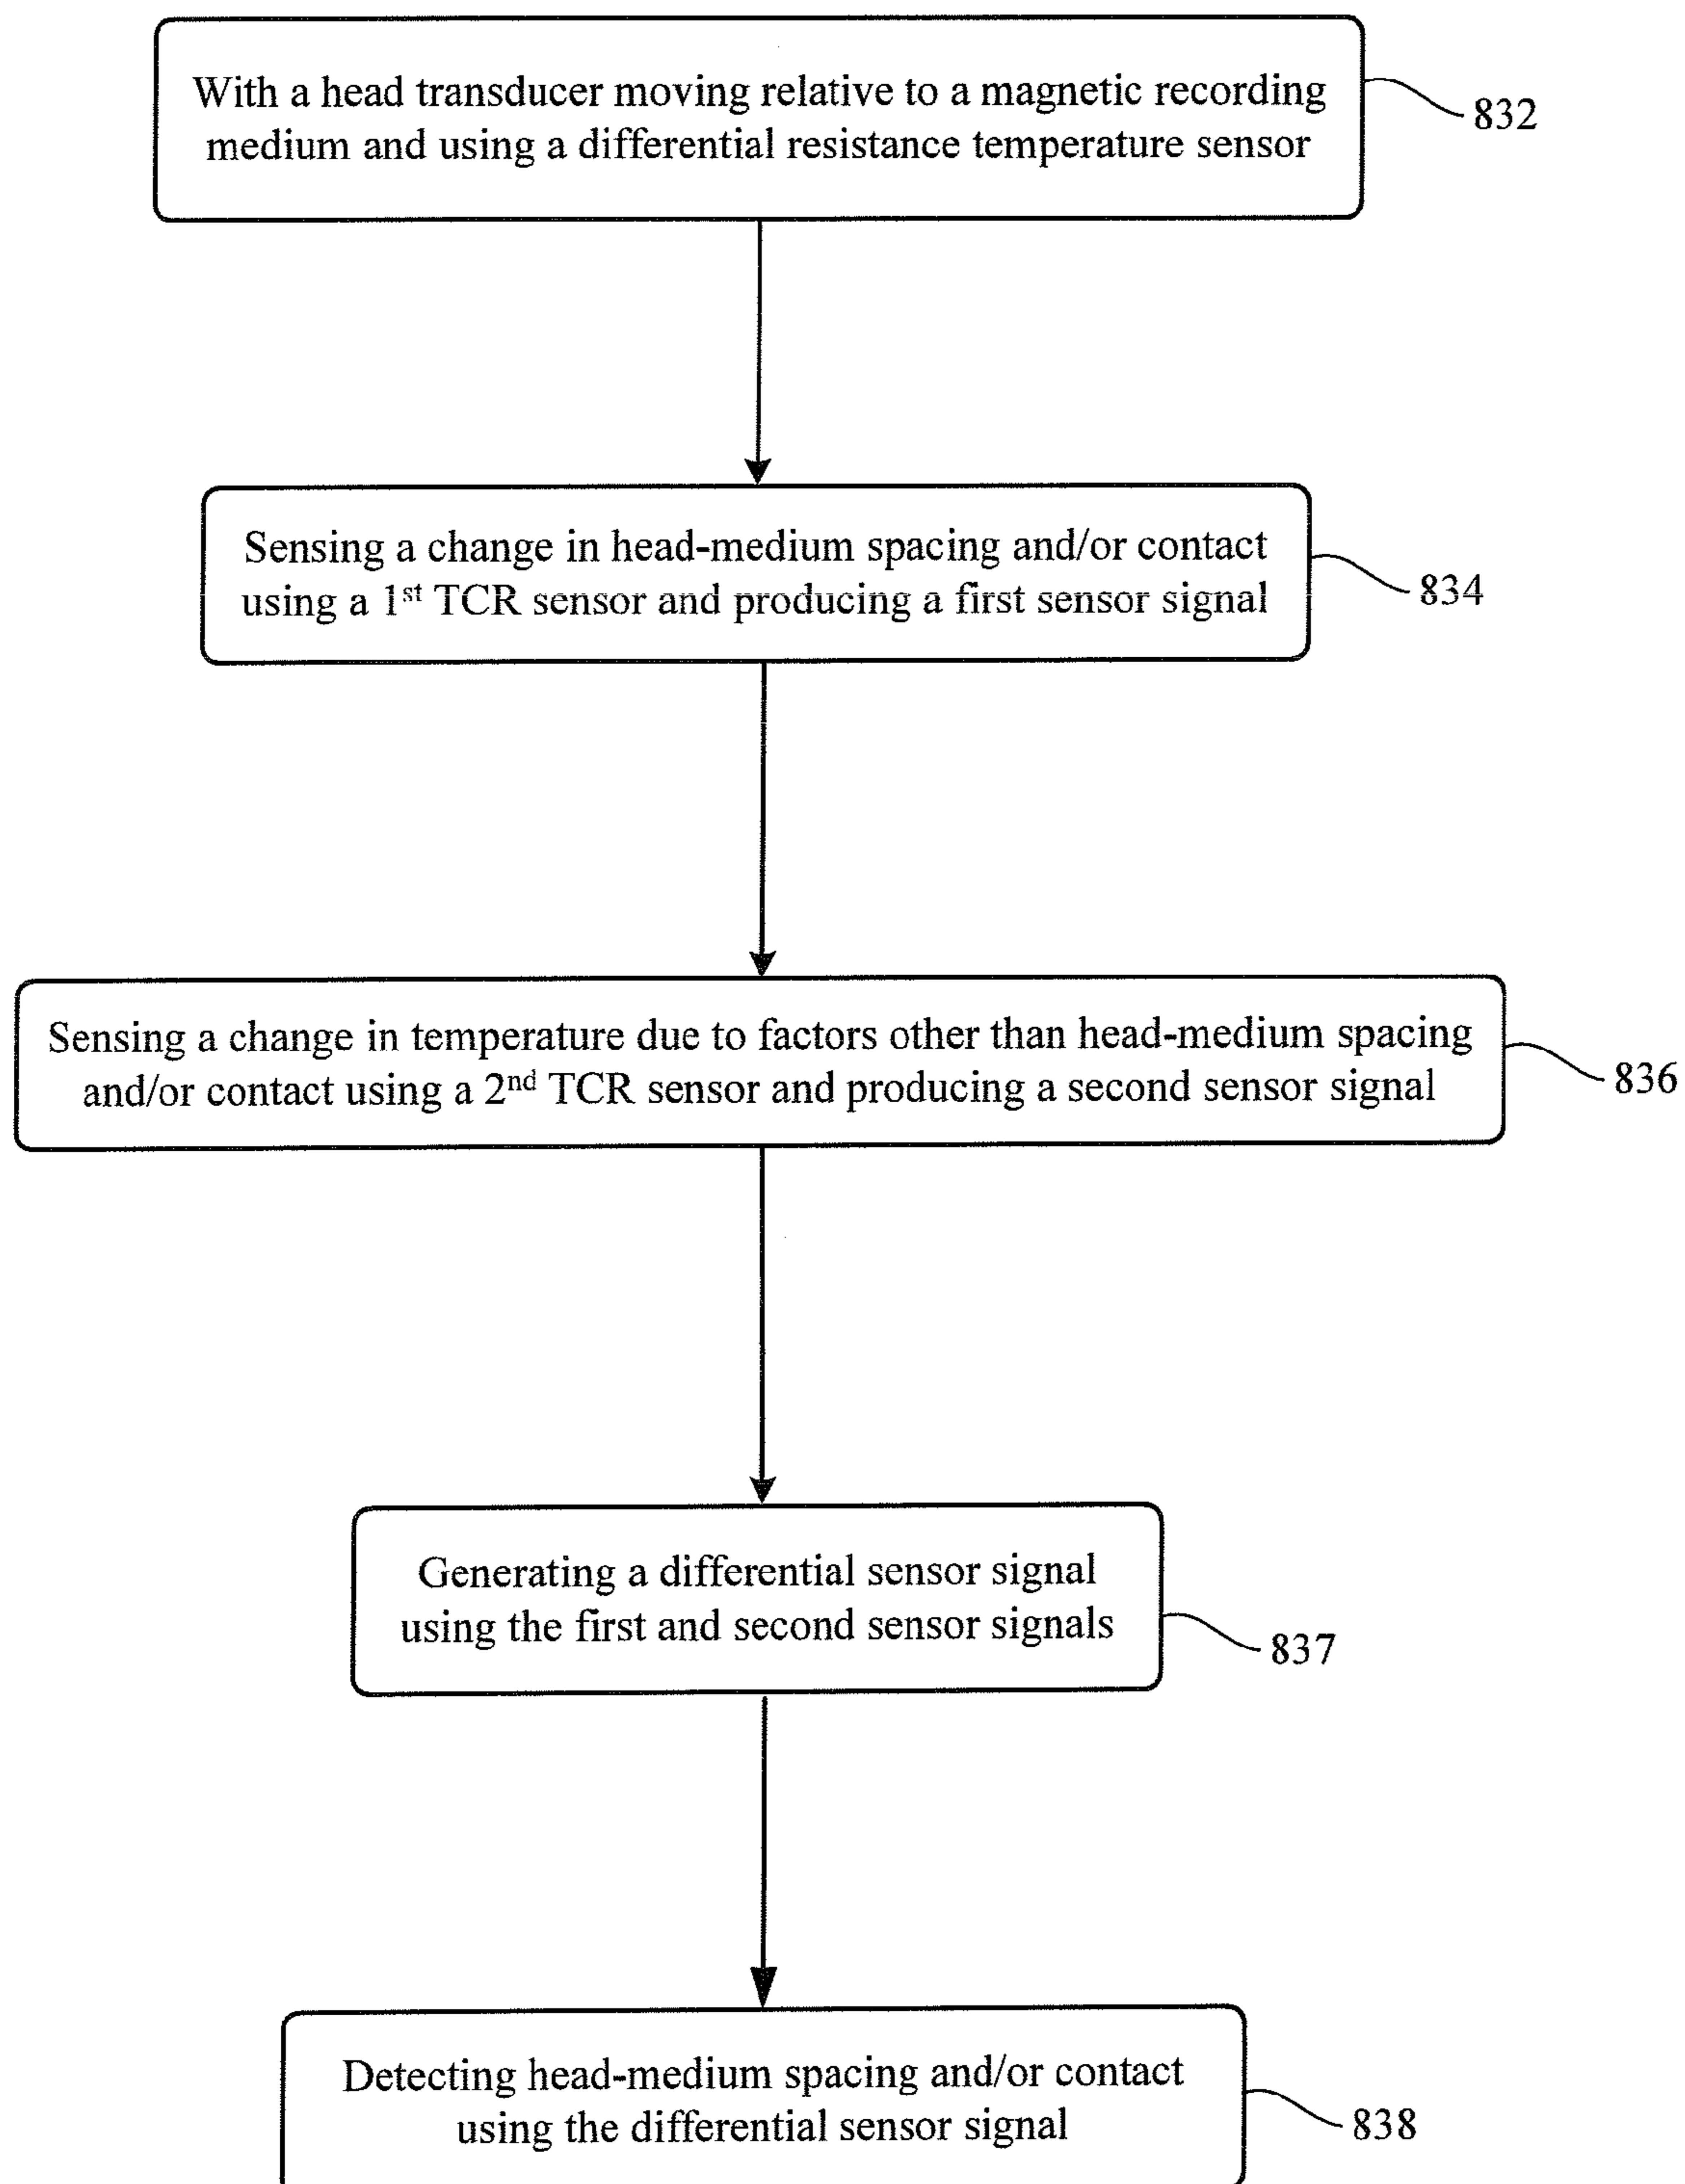 With a head transducer moving relative to a magnetic recording
medium and using a differential resistance temperature sensor
832
Sensing a change in head-medium spacing and/or contact
using a 1st TCR sensor and producing a first sensor signal
834
Sensing a change in temperature due to factors other than head-medium spacing
and/or contact using a 2nd TCR sensor and producing a second sensor signal
836
Generating a differential sensor signal
using the first and second sensor signals
837
Detecting head-medium spacing and/or contact
using the differential sensor signal
838